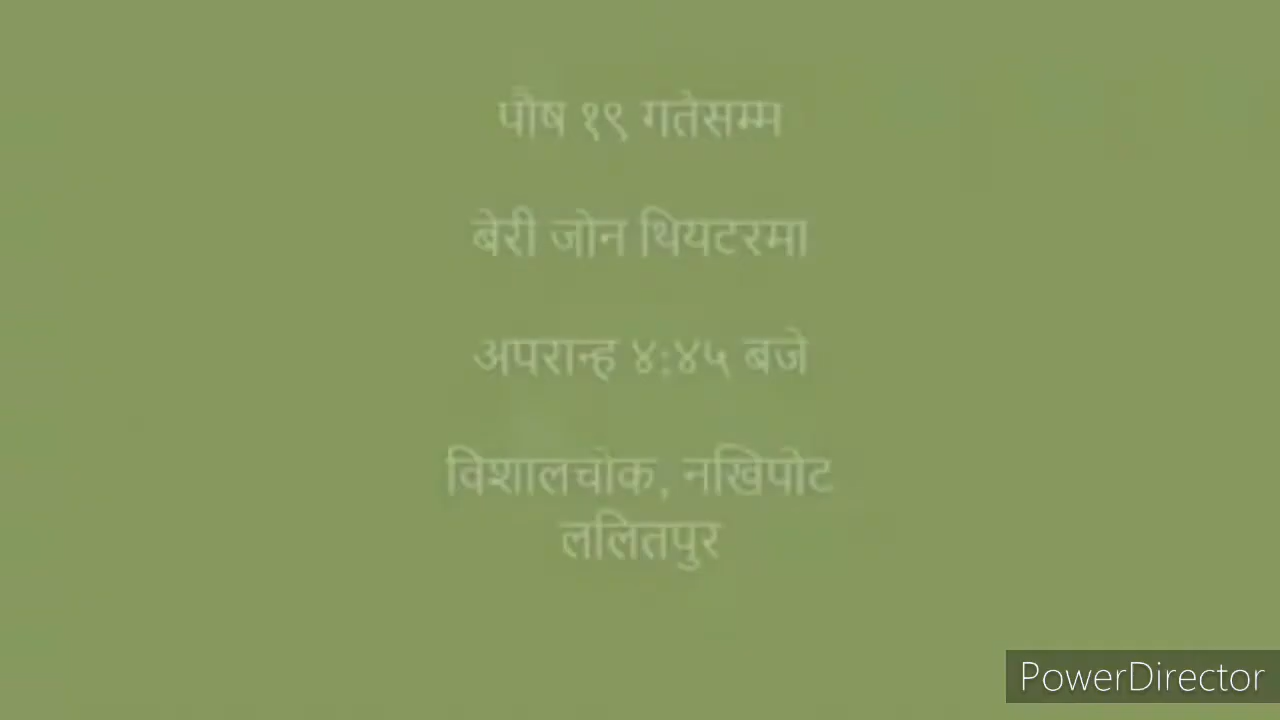 पौष १९ गतेसम्म
बेरी जोन थियटरमा
अपरान्ह ४:४५ बजे
विशालचोक, नखिपोट
ललितपुर
PowerDirector